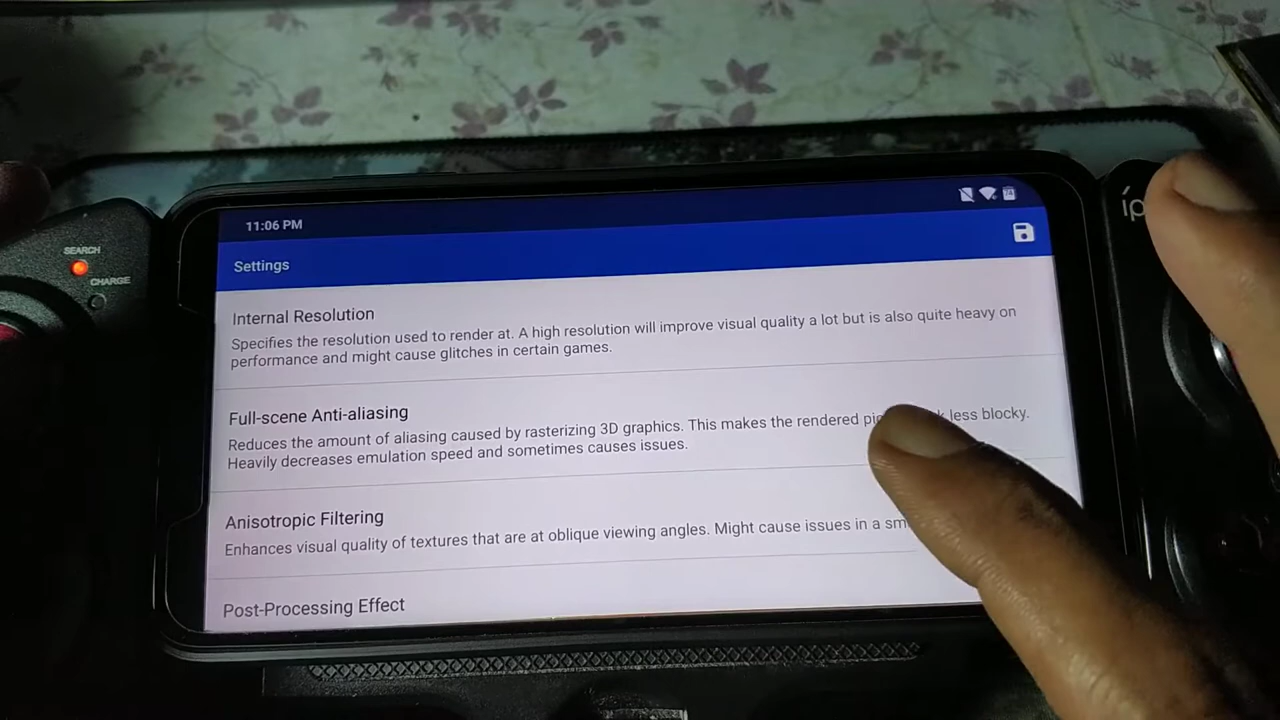 SEARCH
CHARGE
íp
11:06 PM
Settings
Internal Resolution
Specifies the resolution used to render at. A high resolution will improve visual quality a lot but is also quite heavy on
performance and might cause glitches in certain games.
Full-scene Anti-aliasing
Reduces the amount of aliasing caused by rasterizing 3D graphics. This makes the rendered less blocky.
Heavily decreases emulation speed and sometimes causes issues.
Anisotropic Filtering
Enhances visual quality of textures that are at oblique viewing angles. Might cause issues in a
Post-Processing Effect